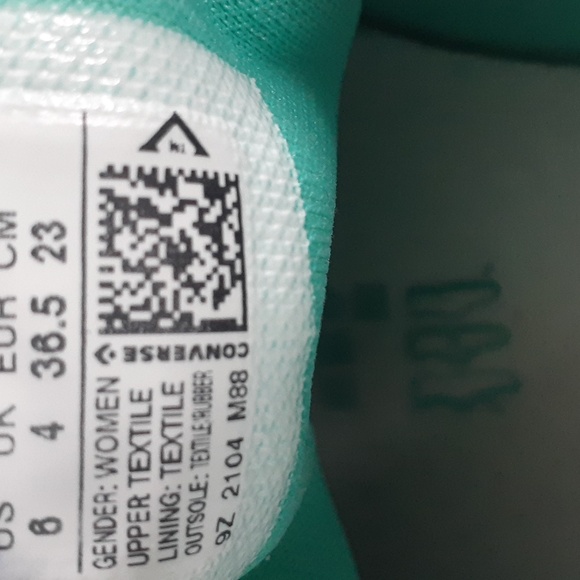 US UK EUR CM
6 4 36.5 23
CONVERSE
GENDER: WOMEN
UPPER TEXTILE
LINING: TEXTILE
OUTSOLE: TEXTILE/RUBBER
9Z 2104 M88